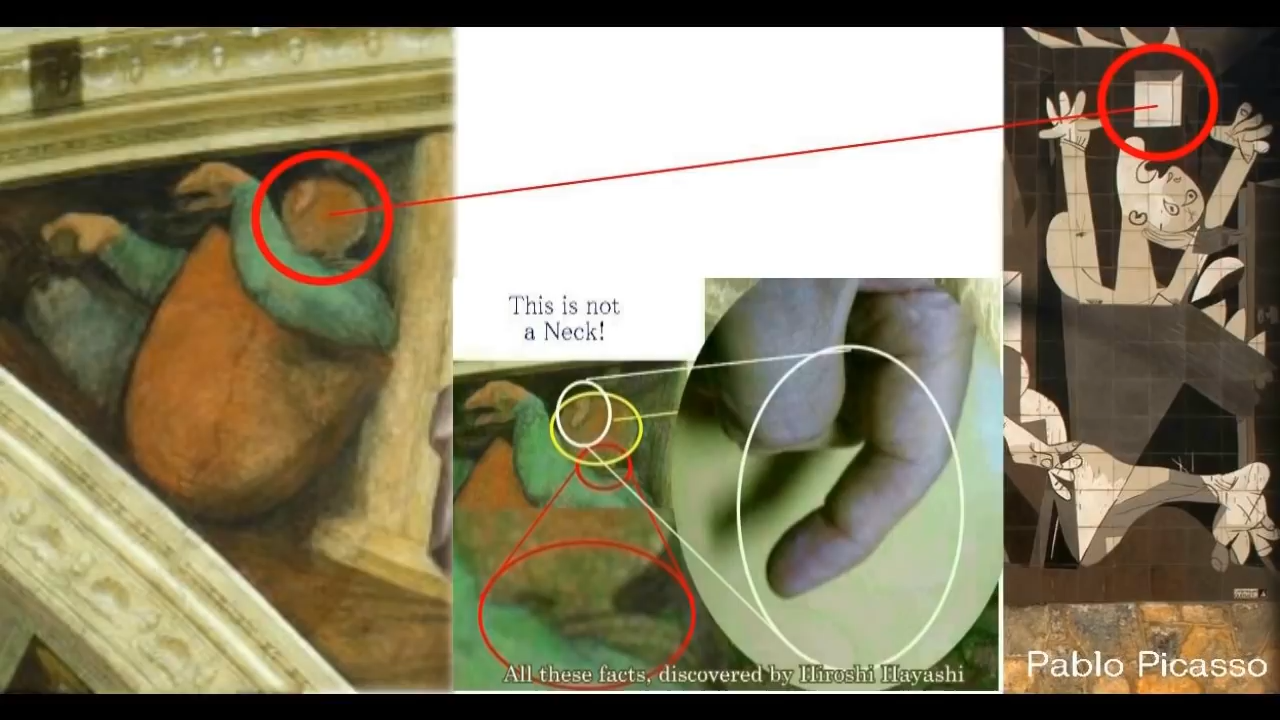 This is not
a Neck!
All these facts, discovered by Hiroshi Hayashi
Pablo Picasso